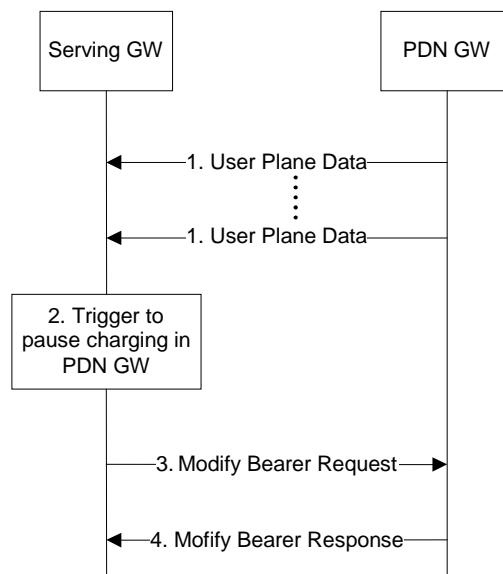 Serving GW
PDN GW
1. User Plane Data
1. User Plane Data
2. Trigger to
pause charging in
PDN GW
3. Modify Bearer Request
4. Mofify Bearer Response